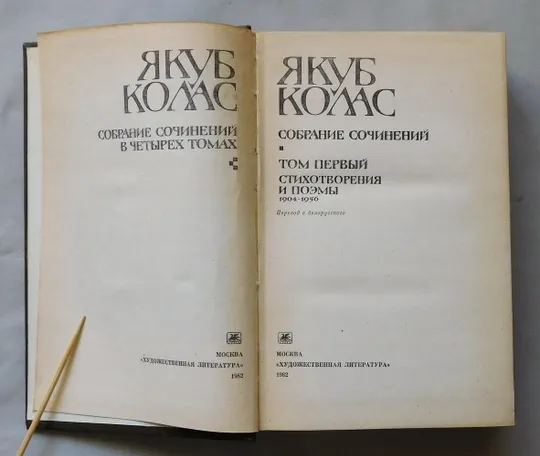 ЯКУБ
КОЛАС
СОБРАНИЕ СОЧИНЕНИЙ
В ЧЕТЫРЕХ ТОМАХ
МОСКВА
«ХУДОЖЕСТВЕННАЯ ЛИТЕРАТУРА»
1982
ЯКУБ
КОЛАС
СОБРАНИЕ СОЧИНЕНИЙ
ТОМ ПЕРВЫЙ
СТИХОТВОРЕНИЯ
И ПОЭМЫ
1904-1956
Перевод с белорусского
МОСКВА
«ХУДОЖЕСТВЕННАЯ ЛИТЕРАТУРА»
1982